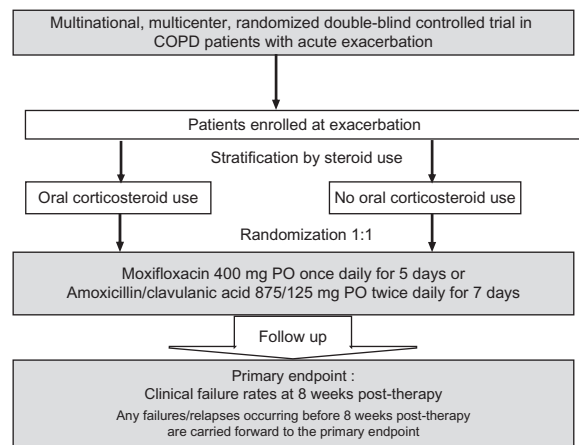 Multinational, multicenter, randomized double-blind controlled trial in
COPD patients with acute exacerbation
Patients enrolled at exacerbation
Stratification by steroid use
Oral corticosteroid use
No oral corticosteroid use
Randomization 1:1
Moxifloxacin 400 mg PO once daily for 5 days or
Amoxicillin/clavulanic acid 875/125 mg PO twice daily for 7 days
Follow up
Primary endpoint :
Clinical failure rates at 8 weeks post-therapy
Any failures/relapses occurring before 8 weeks post-therapy
are carried forward to the primary endpoint